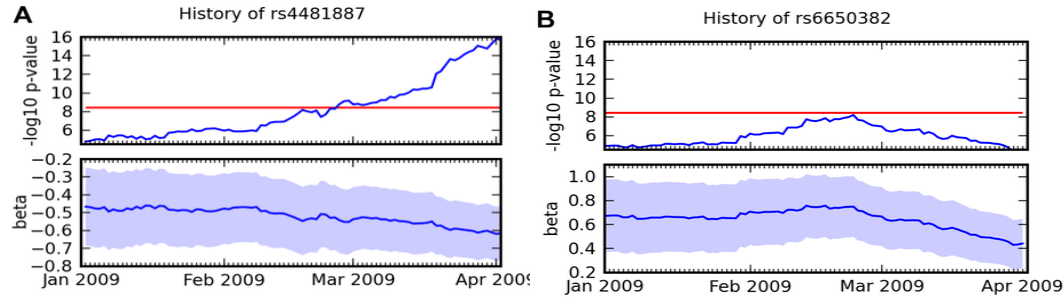 A
History of rs4481887
-log10 p-value
16
14
12
10
8
6
beta
−0.2
−0.3
−0.4
−0.5
−0.6
−0.7
−0.8
Jan 2009 Feb 2009 Mar 2009 Apr 2009
B
History of rs6650382
-log10 p-value
16
14
12
10
8
6
beta
1.0
0.8
0.6
0.4
0.2
Jan 2009 Feb 2009 Mar 2009 Apr 2009